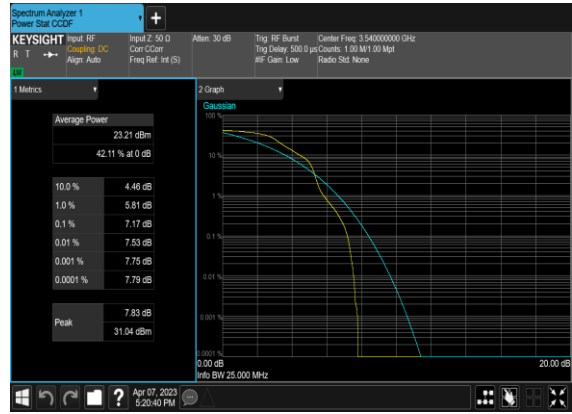 Spectrum Analyzer 1
Power Stat CCDF
KEYSIGHT
R T
LW
Input: RF
Coupling: DC
Align: Auto
Input Z: 50 Ω
Corr CCorr
Freq Ref: Int (S)
Atten: 30 dB
Trig: RF Burst
Trig Delay: 500.0 µs
#IF Gain: Low
Center Freq: 3.540000000 GHz
Counts: 1.00 M/1.00 Mpt
Radio Std: None
1 Metrics
Average Power
23.21 dBm
42.11 % at 0 dB
10.0 % 4.46 dB
1.0 % 5.81 dB
0.1 % 7.17 dB
0.01 % 7.53 dB
0.001 % 7.75 dB
0.0001 % 7.79 dB
Peak
7.83 dB
31.04 dBm
2 Graph
Gaussian
100 %
10 %
1 %
0.1 %
0.01 %
0.001 %
0.0001 %
0.00 dB
20.00 dB
Info BW 25.000 MHz
?
Apr 07, 2023
5:20:40 PM